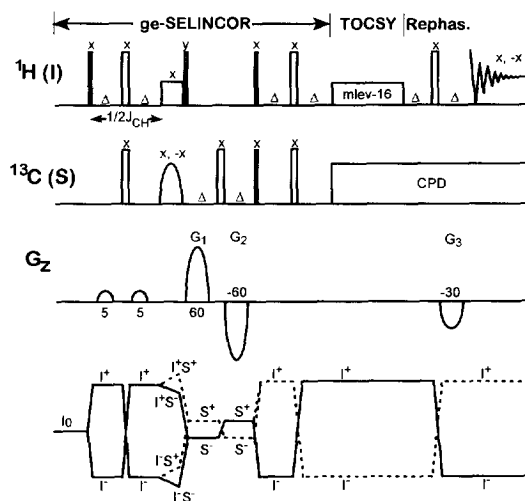 ge-SELINCOR TOCSY Rephas.
x x x y x x x x, -x
¹H (I)
Δ Δ Δ Δ mlev-16 Δ Δ
1/2J_CH
x x, -x x x x
¹³C (S)
Δ Δ CPD
G₁ G₂ G₃
G_Z
5 5 60 -60 -30
I⁺ I⁺ I⁺S⁺ I⁺ I⁺ I⁺
I⁺S⁻ S⁺ S⁺
I₀
I⁻S⁺ S⁻ S⁻
I⁻ I⁻ I⁻S⁻ I⁻ I⁻ I⁻